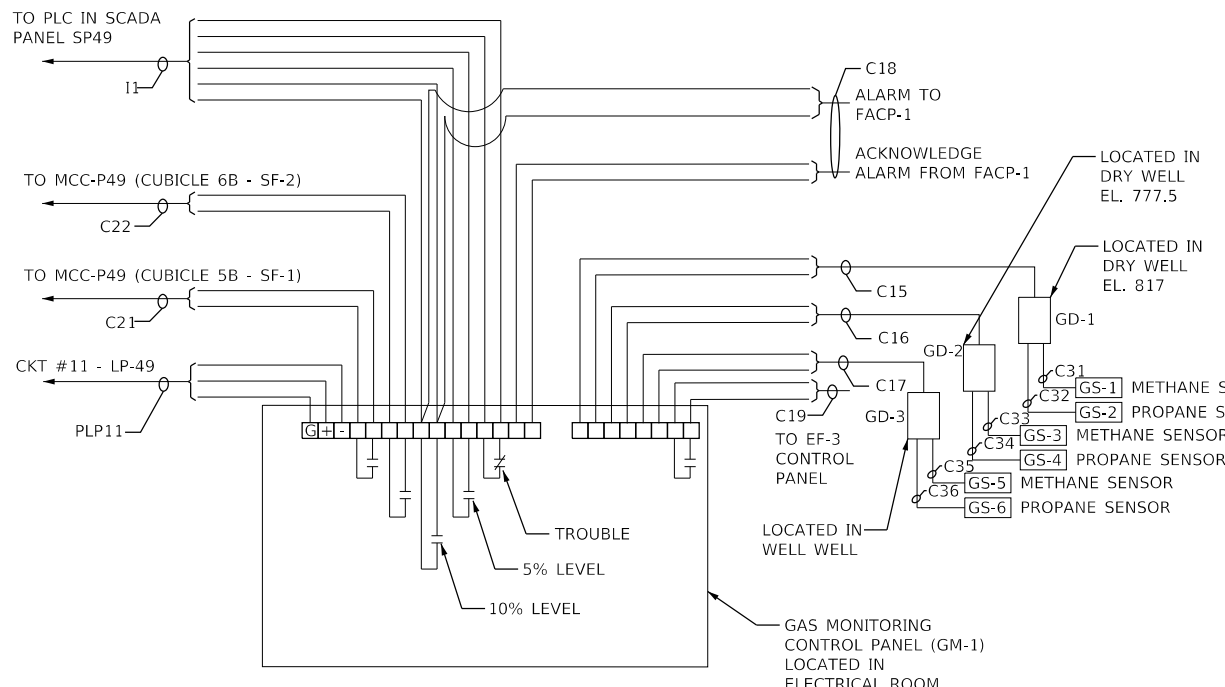 TO PLC IN SCADA
PANEL SP49
I1
C18
ALARM TO
FACP-1
ACKNOWLEDGE
ALARM FROM FACP-1
LOCATED IN
DRY WELL
EL. 777.5
TO MCC-P49 (CUBICLE 6B - SF-2)
C22
LOCATED IN
DRY WELL
EL. 817
TO MCC-P49 (CUBICLE 5B - SF-1)
C21
C15
GD-1
C16
GD-2
CKT #11 - LP-49
PLP11
C17
C19
GD-3
TO EF-3
CONTROL
PANEL
C31
GS-1 METHANE S
C32
GS-2 PROPANE S
C33
GS-3 METHANE SENSOR
C34
GS-4 PROPANE SENSOR
C35
GS-5 METHANE SENSOR
C36
GS-6 PROPANE SENSOR
G + -
LOCATED IN
WELL WELL
TROUBLE
5% LEVEL
10% LEVEL
GAS MONITORING
CONTROL PANEL (GM-1)
LOCATED IN
ELECTRICAL ROOM